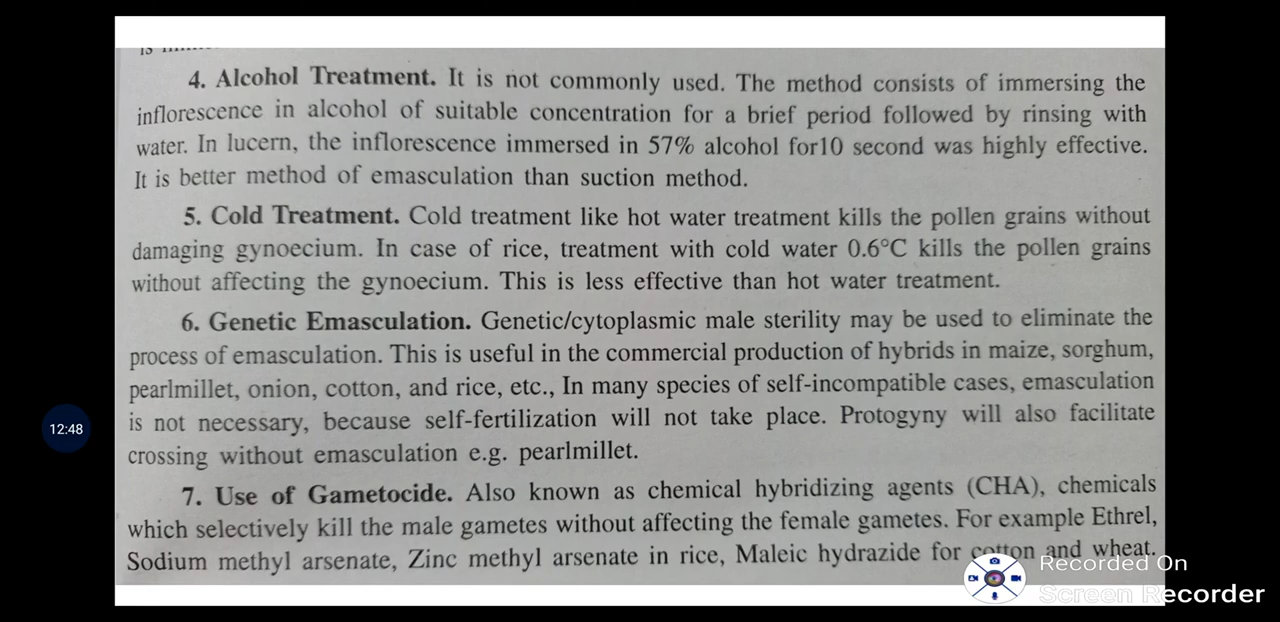 4. Alcohol Treatment. It is not commonly used. The method consists of immersing the
inflorescence in alcohol of suitable concentration for a brief period followed by rinsing with
water. In lucern, the inflorescence immersed in 57% alcohol for10 second was highly effective.
It is better method of emasculation than suction method.
5. Cold Treatment. Cold treatment like hot water treatment kills the pollen grains without
damaging gynoecium. In case of rice, treatment with cold water 0.6°C kills the pollen grains
without affecting the gynoecium. This is less effective than hot water treatment.
6. Genetic Emasculation. Genetic/cytoplasmic male sterility may be used to eliminate the
process of emasculation. This is useful in the commercial production of hybrids in maize, sorghum,
pearlmillet, onion, cotton, and rice, etc., In many species of self-incompatible cases, emasculation
is not necessary, because self-fertilization will not take place. Protogyny will also facilitate
crossing without emasculation e.g. pearlmillet.
7. Use of Gametocide. Also known as chemical hybridizing agents (CHA), chemicals
which selectively kill the male gametes without affecting the female gametes. For example Ethrel,
Sodium methyl arsenate, Zinc methyl arsenate in rice, Maleic hydrazide for cotton and wheat.
12:48
Recorded On
Screen Recorder